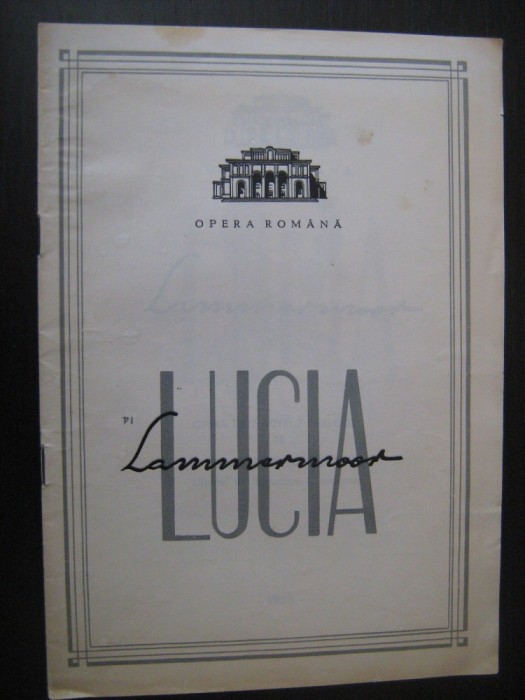 OPERA ROMÂNĂ
LUCIA
DI
Lammermoor